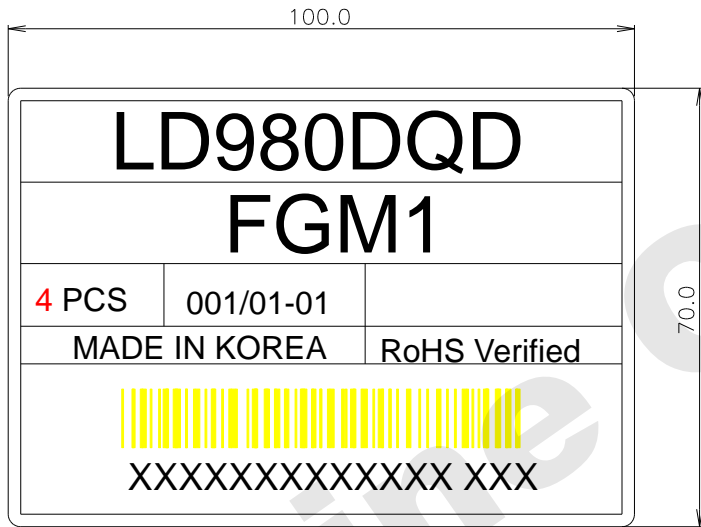 100.0
LD980DQD
FGM1
4 PCS 001/01-01
70.0
MADE IN KOREA RoHS Verified
XXXXXXXXXXXXX XXX